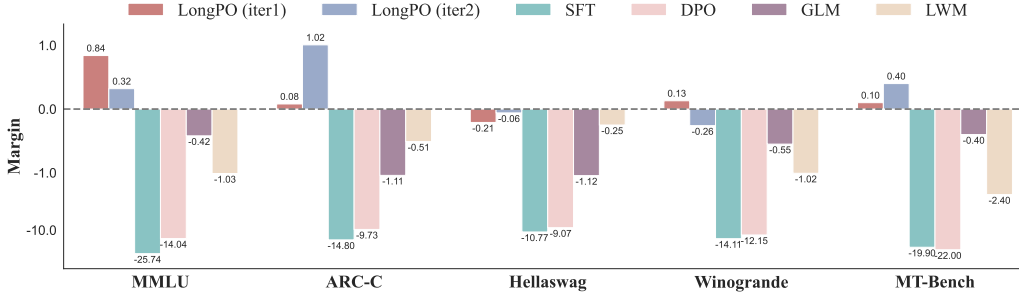 LongPO (iter1) LongPO (iter2) SFT DPO GLM LWM
Margin
1.0
0.0
-1.0
-10.0
0.84 0.32 -25.74 -14.04 -0.42 -1.03
0.08 1.02 -14.80 -9.73 -1.11 -0.51
-0.21 -0.06 -10.77 -9.07 -1.12 -0.25
0.13 -0.26 -14.11 -12.15 -0.55 -1.02
0.10 0.40 -19.90 -22.00 -0.40 -2.40
MMLU ARC-C Hellaswag Winogrande MT-Bench